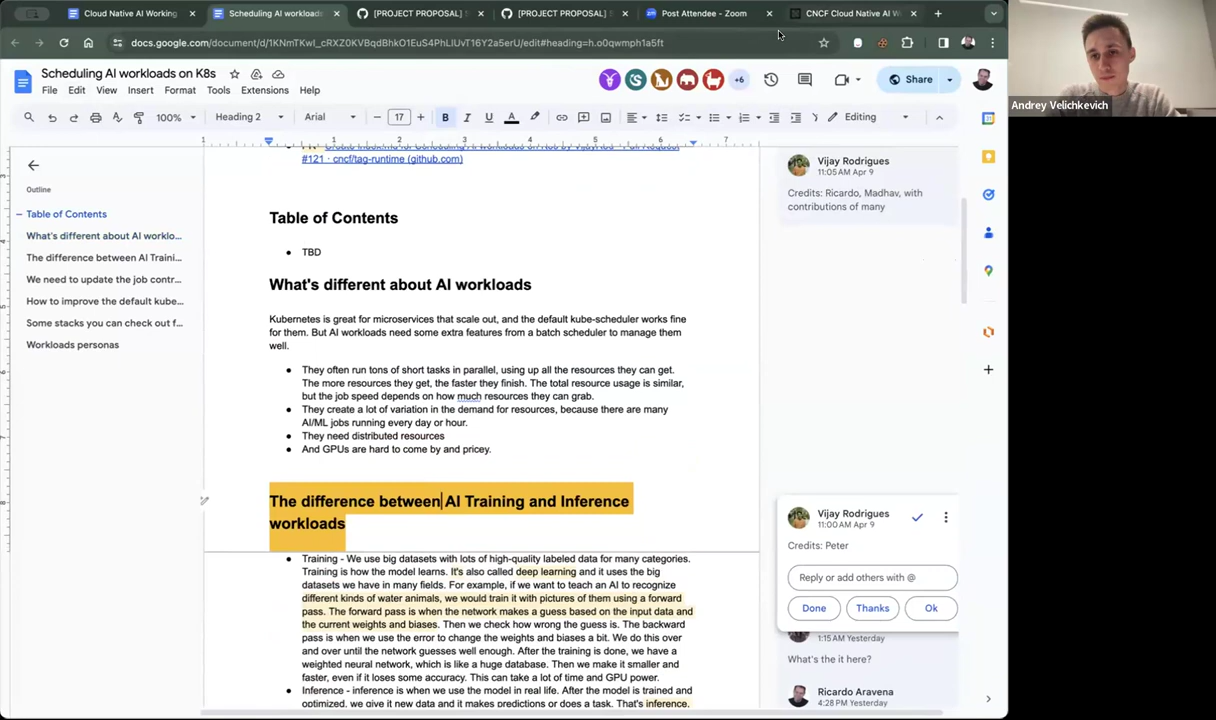 Cloud Native AI Working
Scheduling AI workloads
[PROJECT PROPOSAL]
[PROJECT PROPOSAL]
Post Attendee - Zoom
CNCF Cloud Native AI W
docs.google.com/document/d/1KNmTKwI_cRXZ0KVBqdBhkO1EuS4PhLlUvT16Y2a5erU/edit#heading=h.o0qwmph1a5ft
Scheduling AI workloads on K8s
File Edit View Insert Format Tools Extensions Help
+6
Share
100%
Heading 2
Arial
17
B I U A
Editing
1 1 2 3 4 5 6 7
Outline
Table of Contents
What's different about AI worklo...
The difference between AI Traini...
We need to update the job contr...
How to improve the default kube...
Some stacks you can check out f...
Workloads personas
#121 · cncf/tag-runtime (github.com)
Table of Contents
TBD
What's different about AI workloads
Kubernetes is great for microservices that scale out, and the default kube-scheduler works fine
for them. But AI workloads need some extra features from a batch scheduler to manage them
well.
They often run tons of short tasks in parallel, using up all the resources they can get.
The more resources they get, the faster they finish. The total resource usage is similar,
but the job speed depends on how much resources they can grab.
They create a lot of variation in the demand for resources, because there are many
AI/ML jobs running every day or hour.
They need distributed resources
And GPUs are hard to come by and pricey.
The difference between AI Training and Inference
workloads
Training - We use big datasets with lots of high-quality labeled data for many categories.
Training is how the model learns. It's also called deep learning and it uses the big
datasets we have in many fields. For example, if we want to teach an AI to recognize
different kinds of water animals, we would train it with pictures of them using a forward
pass. The forward pass is when the network makes a guess based on the input data and
the current weights and biases. Then we check how wrong the guess is. The backward
pass is when we use the error to change the weights and biases a bit. We do this over
and over until the network guesses well enough. After the training is done, we have a
weighted neural network, which is like a huge database. Then we make it smaller and
faster, even if it loses some accuracy. This can take a lot of time and GPU power.
Inference - inference is when we use the model in real life. After the model is trained and
optimized, we give it new data and it makes predictions or does a task. That's inference.
Vijay Rodrigues
11:05 AM Apr 9
Credits: Ricardo, Madhav, with
contributions of many
Vijay Rodrigues
11:00 AM Apr 9
Credits: Peter
Reply or add others with @
Done
Thanks
Ok
1:15 AM Yesterday
What's the it here?
Ricardo Aravena
4:28 PM Yesterday
Andrey Velichkevich